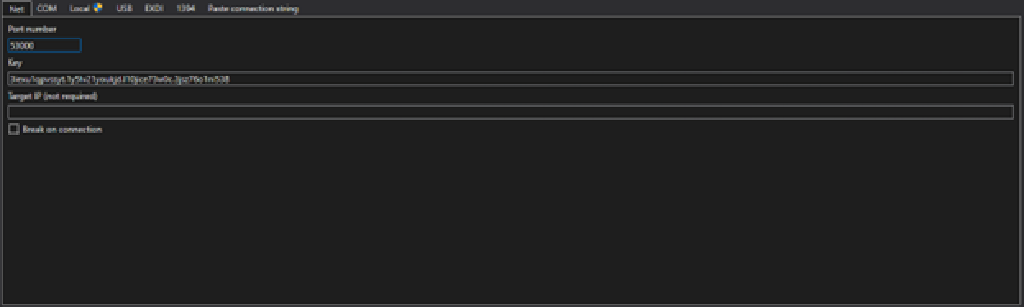 Net COM Local USB EXDI 1394 Paste connection string
Port number
53000
Key
Target IP (not required)
Break on connection